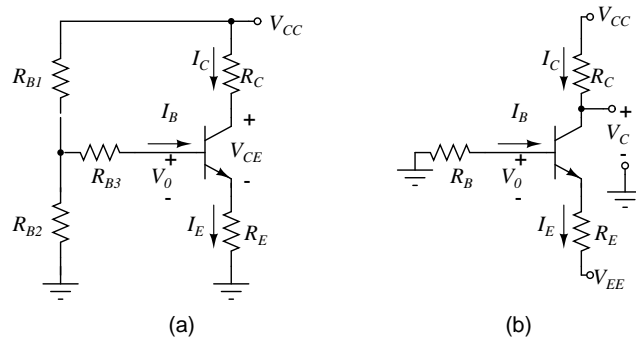 V_CC
I_C
R_C
R_B1
I_B
+
V_CE
-
R_B3
+
V_0
-
R_B2
I_E
R_E
(a)
V_CC
I_C
R_C
+
V_C
-
I_B
R_B
+
V_0
-
I_E
R_E
V_EE
(b)